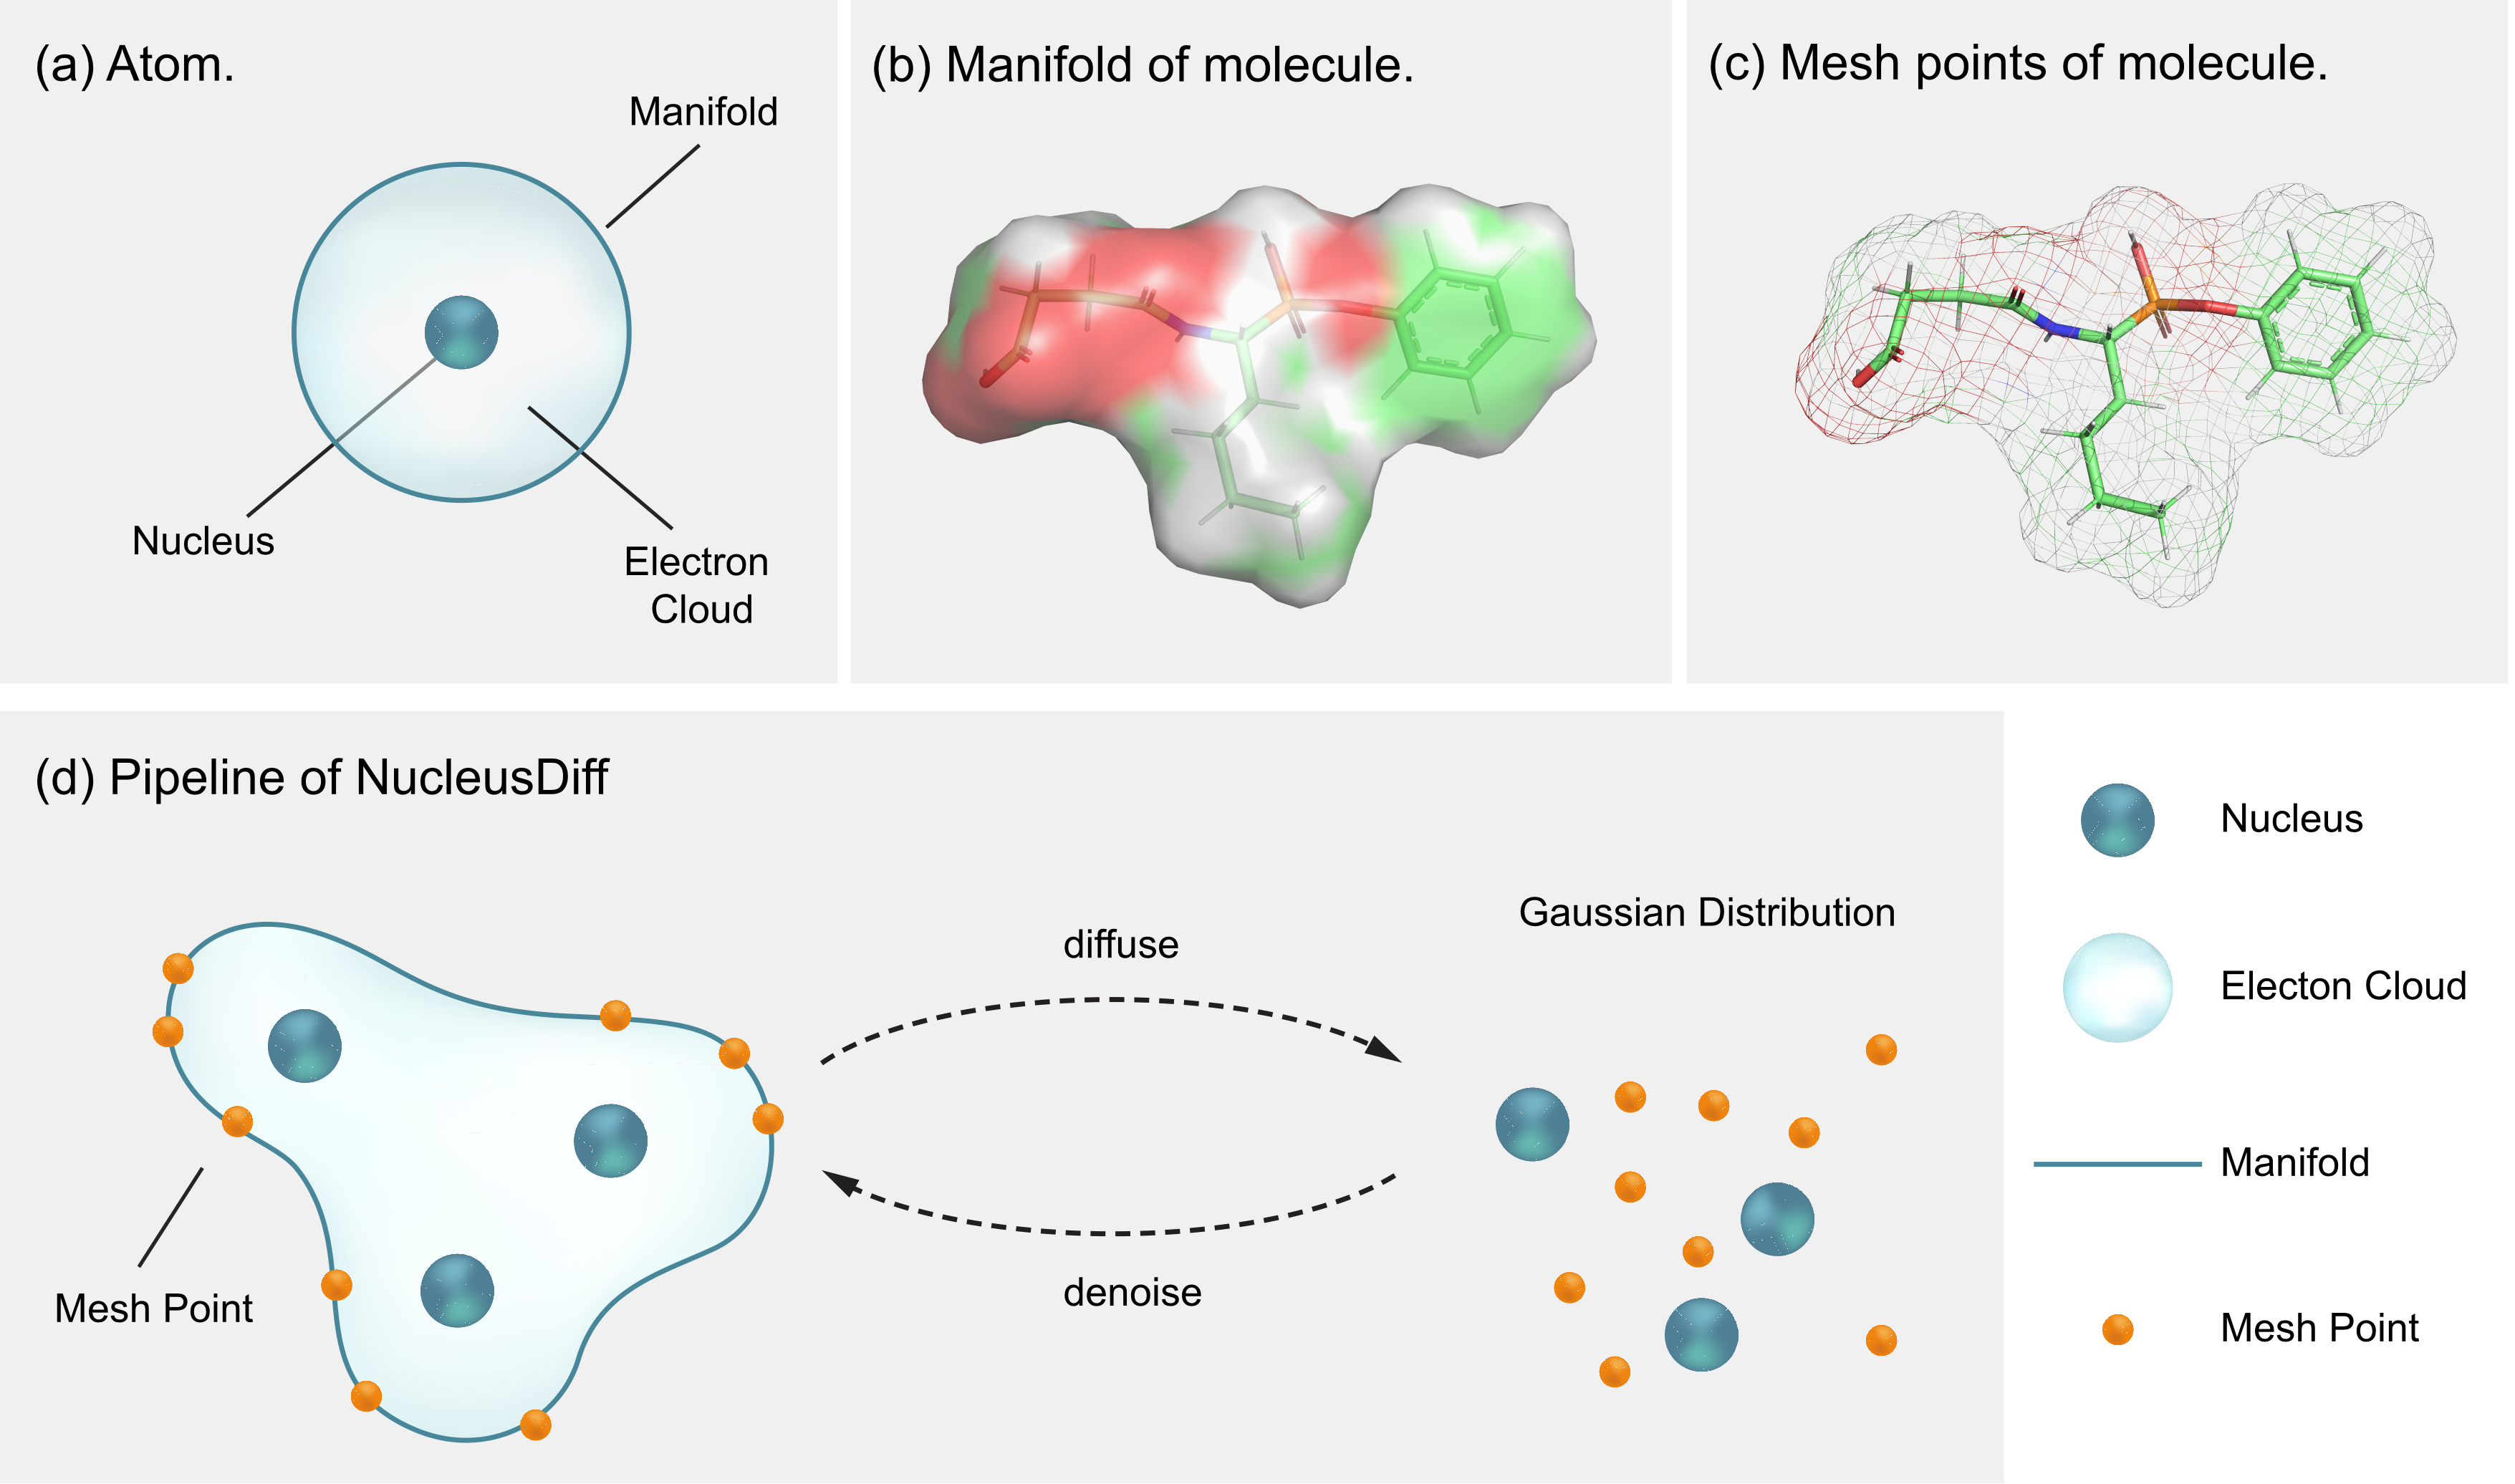 (a) Atom.
Manifold
Nucleus
Electron
Cloud
(b) Manifold of molecule.
(c) Mesh points of molecule.
(d) Pipeline of NucleusDiff
Mesh Point
diffuse
denoise
Gaussian Distribution
Nucleus
Electon Cloud
Manifold
Mesh Point